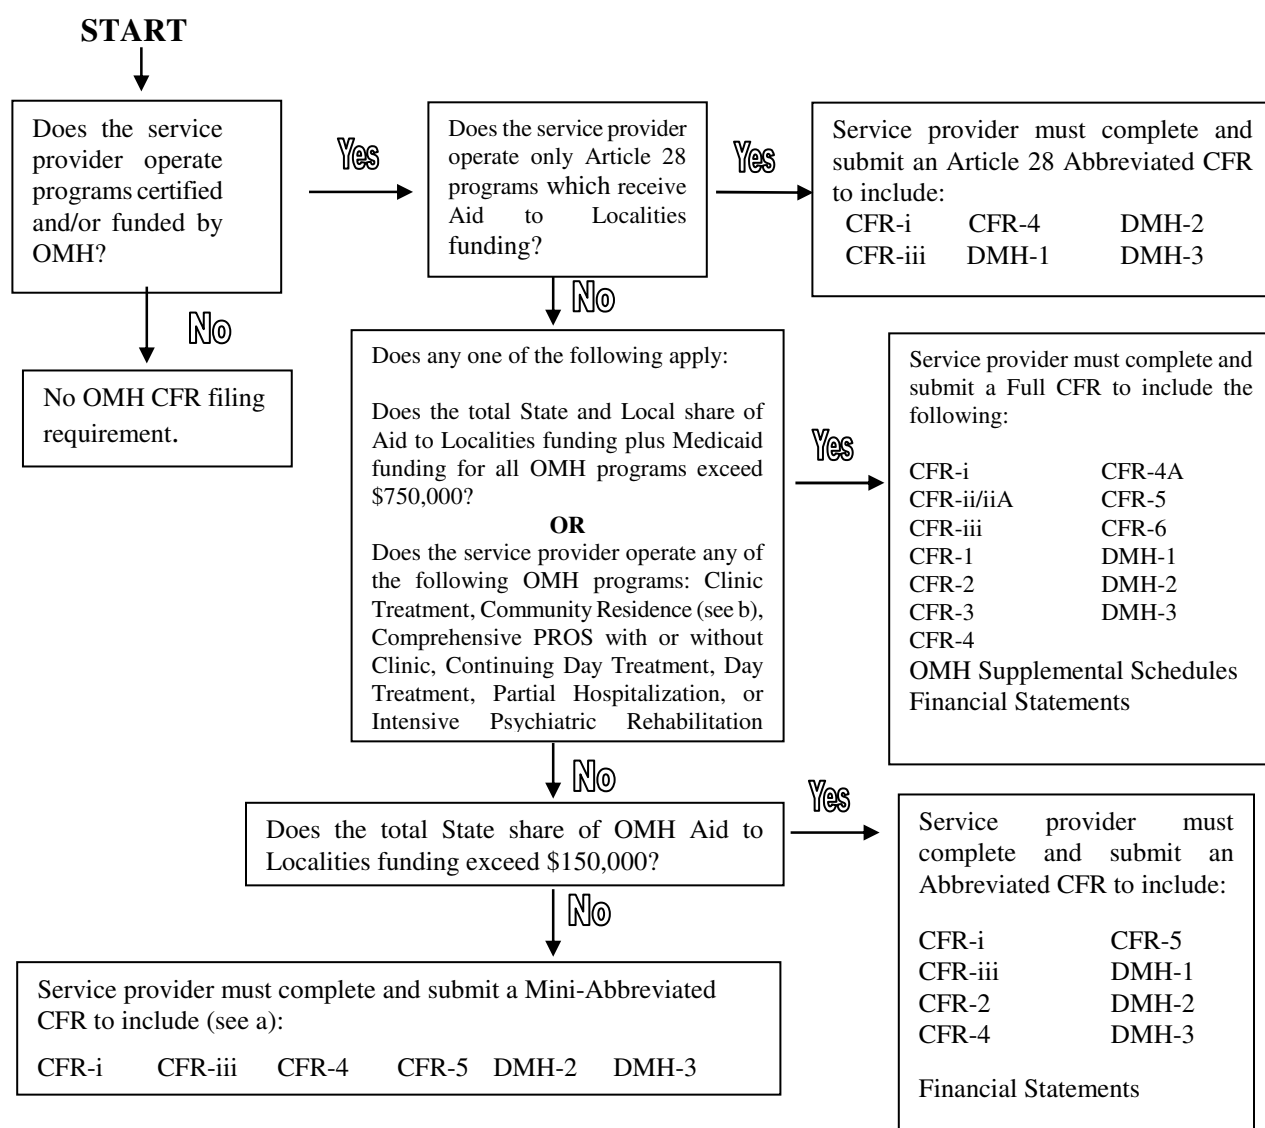 START
Does the service
provider operate
programs certified
and/or funded by
OMH?
Yes
Does the service provider
operate only Article 28
programs which receive
Aid to Localities
funding?
Yes
Service provider must complete and
submit an Article 28 Abbreviated CFR
to include:
CFR-i CFR-4 DMH-2
CFR-iii DMH-1 DMH-3
No
No OMH CFR filing
requirement.
No
Does any one of the following apply:
Does the total State and Local share of
Aid to Localities funding plus Medicaid
funding for all OMH programs exceed
$750,000?
OR
Does the service provider operate any of
the following OMH programs: Clinic
Treatment, Community Residence (see b),
Comprehensive PROS with or without
Clinic, Continuing Day Treatment, Day
Treatment, Partial Hospitalization, or
Intensive Psychiatric Rehabilitation
Yes
Service provider must complete and
submit a Full CFR to include the
following:
CFR-i CFR-4A
CFR-ii/iiA CFR-5
CFR-iii CFR-6
CFR-1 DMH-1
CFR-2 DMH-2
CFR-3 DMH-3
CFR-4
OMH Supplemental Schedules
Financial Statements
No
Does the total State share of OMH Aid to
Localities funding exceed $150,000?
Yes
Service provider must
complete and submit an
Abbreviated CFR to include:
CFR-i CFR-5
CFR-iii DMH-1
CFR-2 DMH-2
CFR-4 DMH-3
Financial Statements
No
Service provider must complete and submit a Mini-Abbreviated
CFR to include (see a):
CFR-i CFR-iii CFR-4 CFR-5 DMH-2 DMH-3